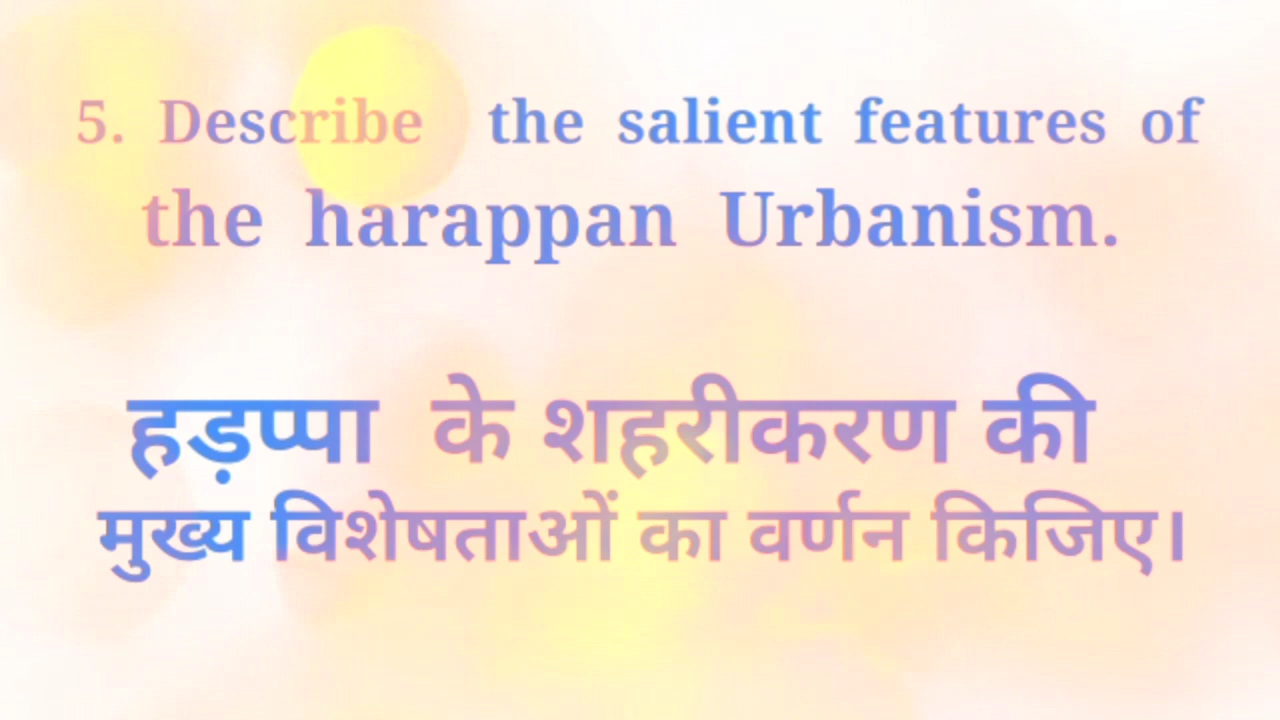 5. Describe the salient features of
the harappan Urbanism.
हड़प्पा के शहरीकरण की
मुख्य विशेषताओं का वर्णन किजिए।